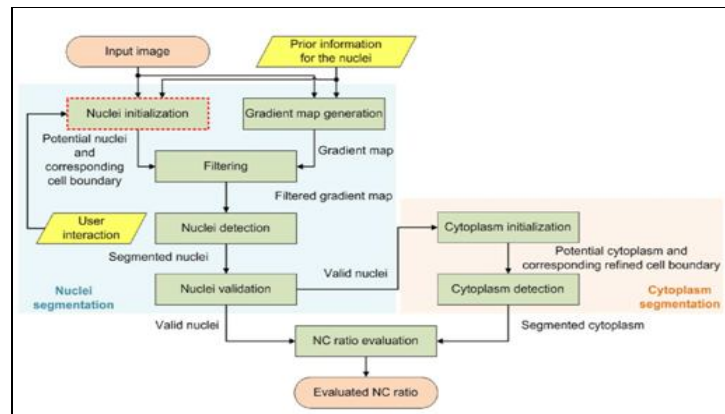 Input image
Prior information
for the nuclei
Nuclei initialization
Gradient map generation
Potential nuclei
and
corresponding
cell boundary
Gradient map
Filtering
Filtered gradient map
User
interaction
Nuclei detection
Cytoplasm initialization
Segmented nuclei
Potential cytoplasm and
corresponding refined cell boundary
Valid nuclei
Nuclei
segmentation
Nuclei validation
Cytoplasm detection
Cytoplasm
segmentation
Valid nuclei
Segmented cytoplasm
NC ratio evaluation
Evaluated NC ratio